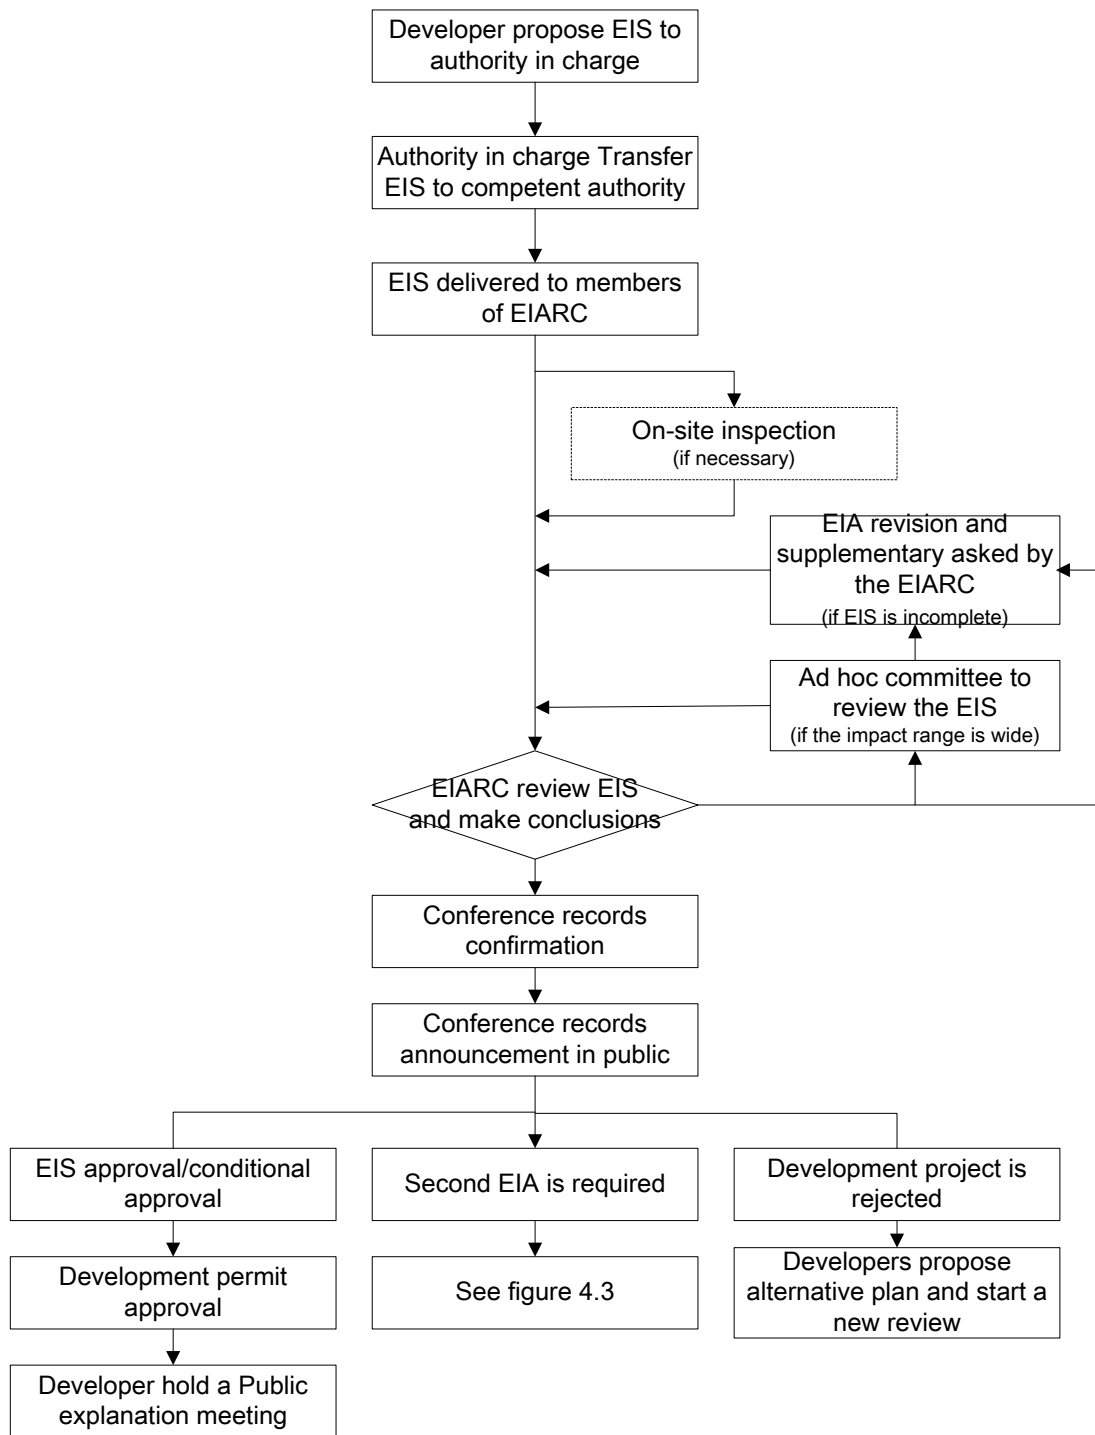 Developer propose EIS to
authority in charge
Authority in charge Transfer
EIS to competent authority
EIS delivered to members
of EIARC
On-site inspection
(if necessary)
EIA revision and
supplementary asked by
the EIARC
(if EIS is incomplete)
Ad hoc committee to
review the EIS
(if the impact range is wide)
EIARC review EIS
and make conclusions
Conference records
confirmation
Conference records
announcement in public
EIS approval/conditional
approval
Second EIA is required
Development project is
rejected
Development permit
approval
See figure 4.3
Developers propose
alternative plan and start a
new review
Developer hold a Public
explanation meeting